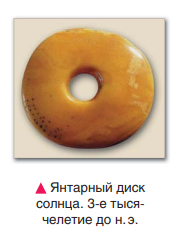 ▲ Янтарный диск
солнца. 3-е тыся-
челетие до н. э.